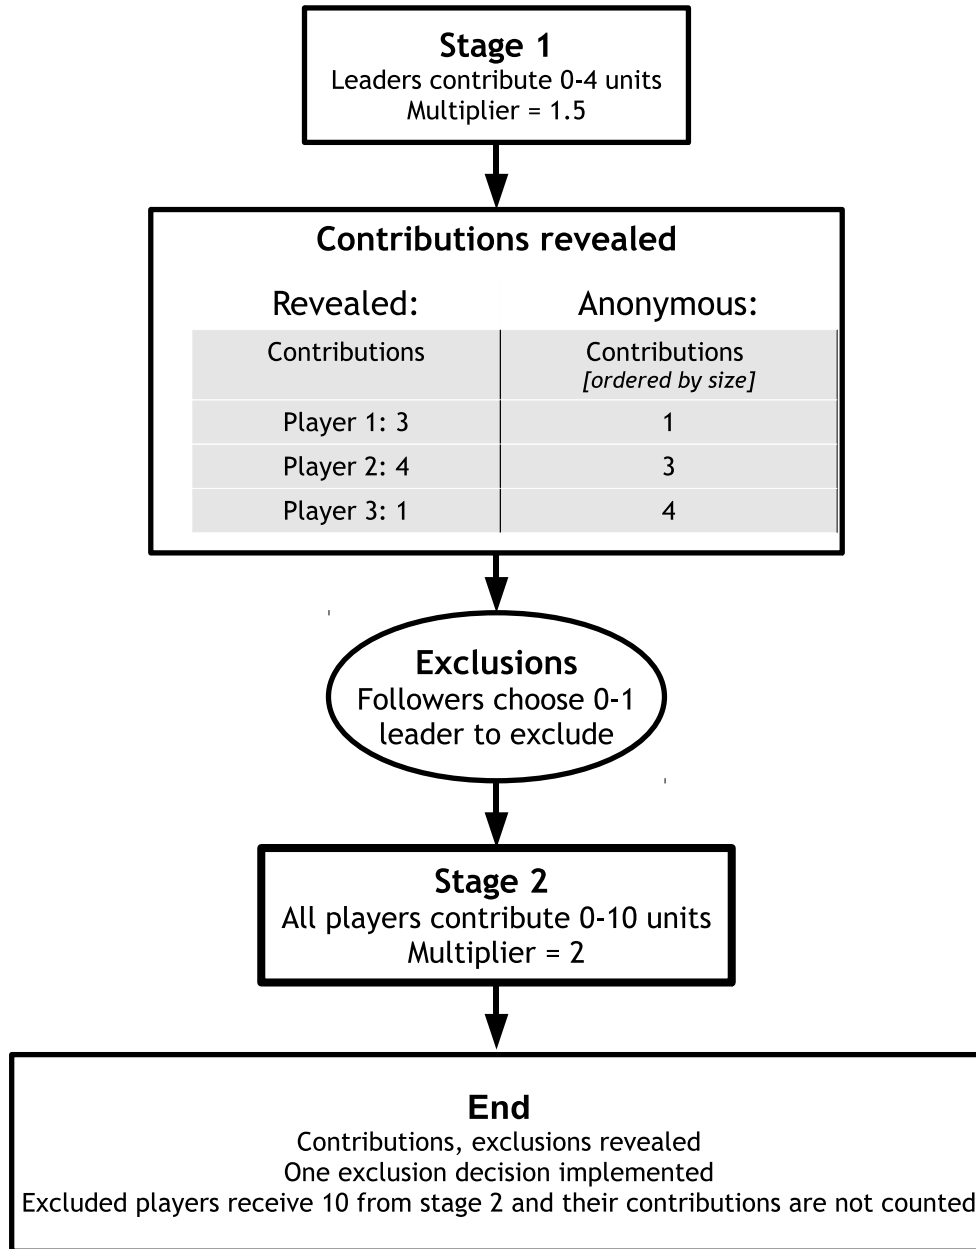 Stage 1
Leaders contribute 0-4 units
Multiplier = 1.5
Contributions revealed
Revealed: Anonymous:
Contributions Contributions
[ordered by size]
Player 1: 3 1
Player 2: 4 3
Player 3: 1 4
Exclusions
Followers choose 0-1
leader to exclude
Stage 2
All players contribute 0-10 units
Multiplier = 2
End
Contributions, exclusions revealed
One exclusion decision implemented
Excluded players receive 10 from stage 2 and their contributions are not counted